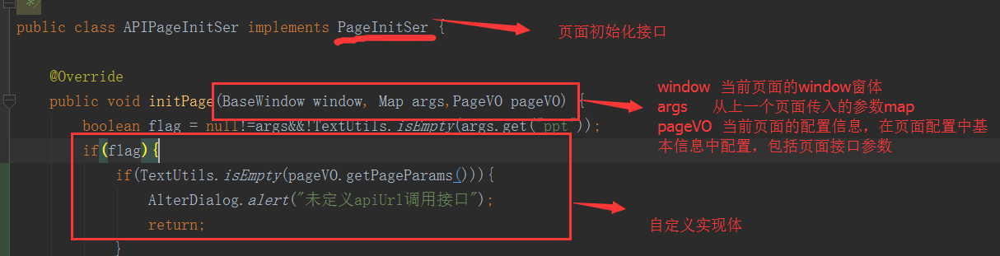 */
public class APIPageInitSer implements PageInitSer {
页面初始化接口
@Override
public void initPage(BaseWindow window, Map args,PageVO pageVO) {
window 当前页面的window窗体
args 从上一个页面传入的参数map
pageVO 当前页面的配置信息，在页面配置中基
本信息中配置，包括页面接口参数
boolean flag = null!=args&&!TextUtils.isEmpty(args.get("ppt"));
if(flag){
if(TextUtils.isEmpty(pageVO.getPageParams())){
AlterDialog.alert("未定义apiUrl调用接口");
return;
自定义实现体
}